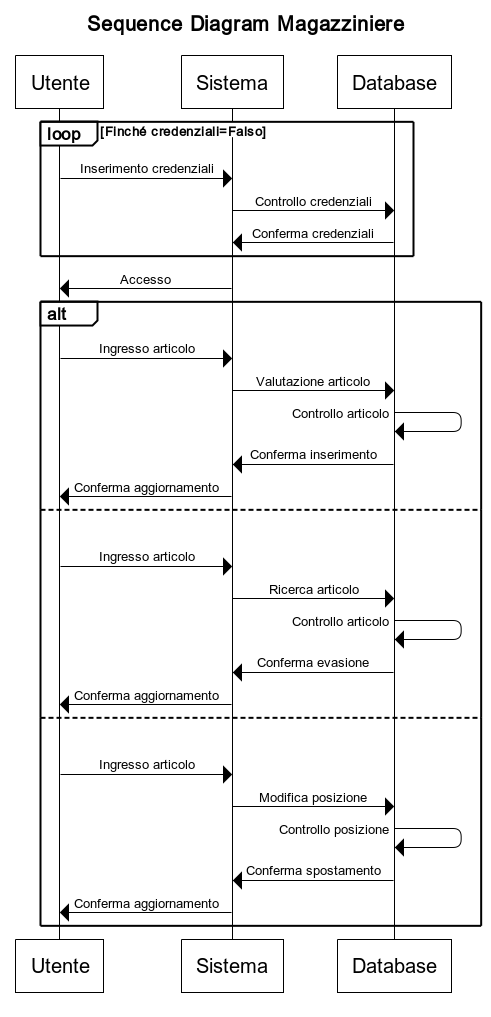 Sequence Diagram Magazziniere
Utente
Sistema
Database
loop
[Finché credenziali=Falso]
Inserimento credenziali
Controllo credenziali
Conferma credenziali
Accesso
alt
Ingresso articolo
Valutazione articolo
Controllo articolo
Conferma inserimento
Conferma aggiornamento
Ingresso articolo
Ricerca articolo
Controllo articolo
Conferma evasione
Conferma aggiornamento
Ingresso articolo
Modifica posizione
Controllo posizione
Conferma spostamento
Conferma aggiornamento
Utente
Sistema
Database